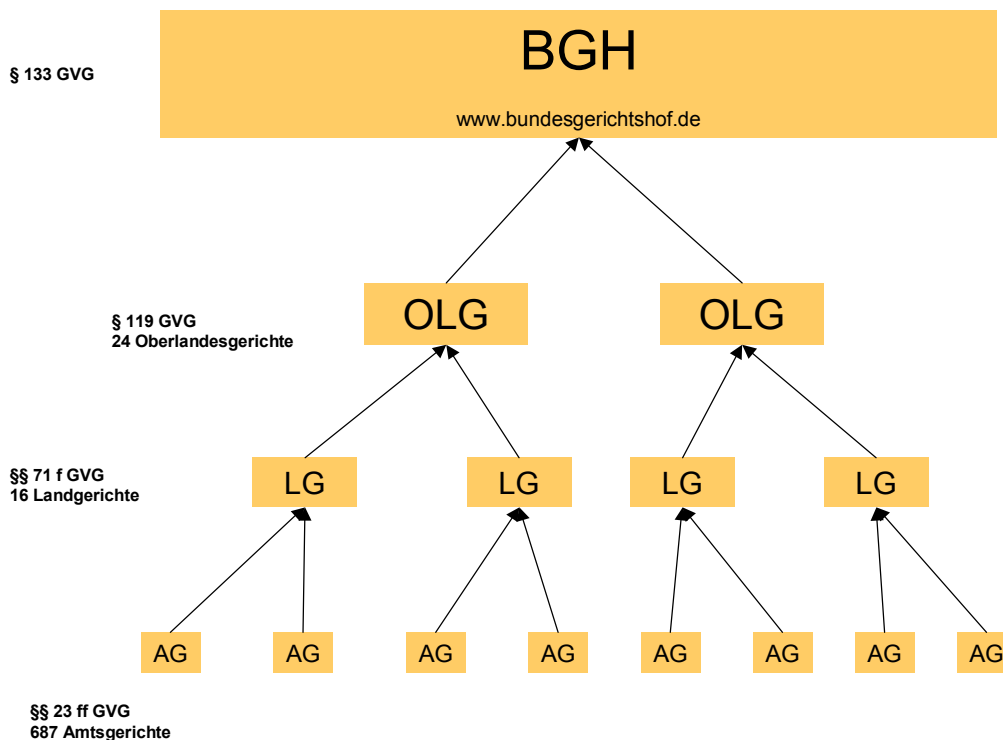 BGH
§ 133 GVG
www.bundesgerichtshof.de
OLG OLG
§ 119 GVG
24 Oberlandesgerichte
LG LG LG LG
§§ 71 f GVG
16 Landgerichte
AG AG AG AG AG AG AG AG
§§ 23 ff GVG
687 Amtsgerichte